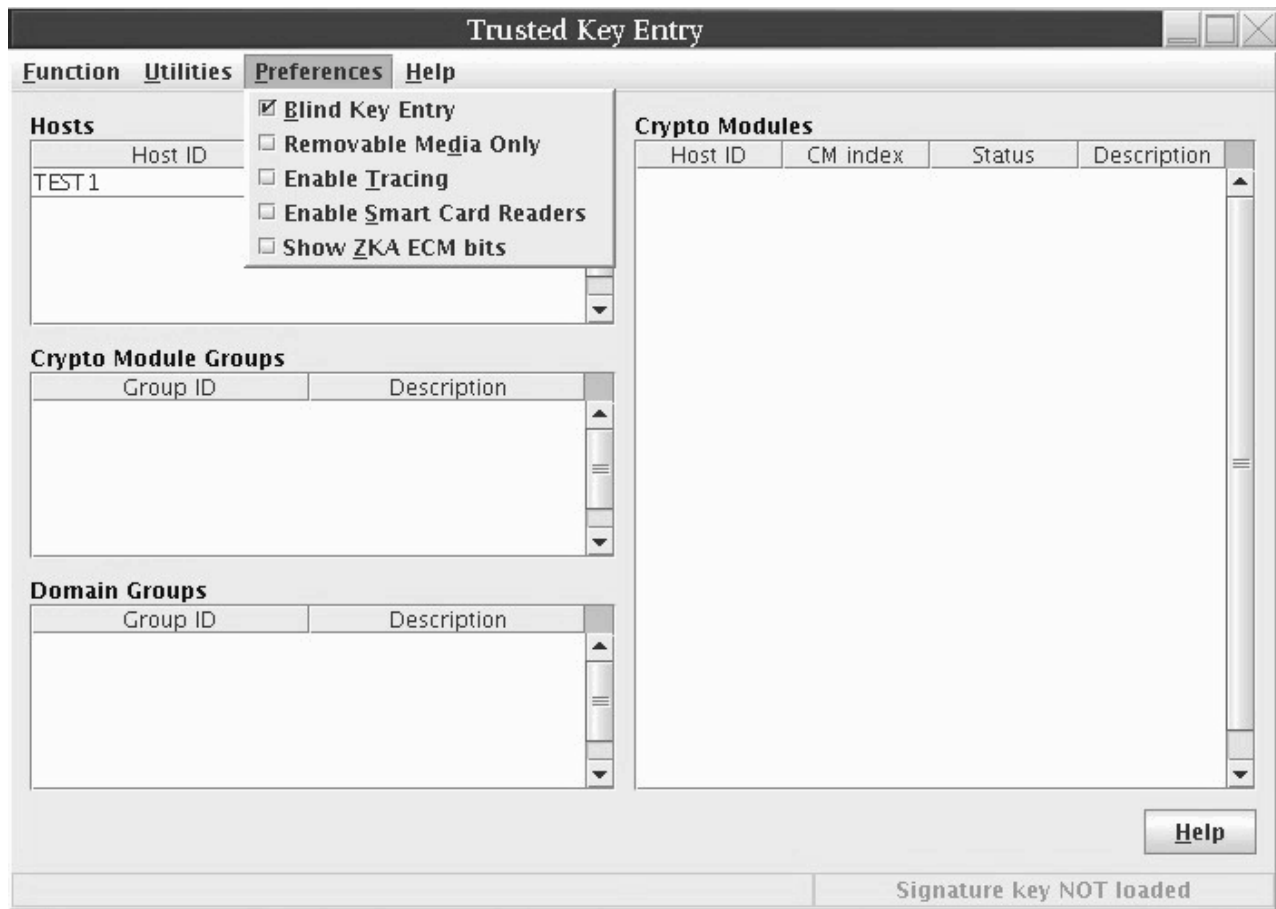 Trusted Key Entry
Function Utilities Preferences Help
Blind Key Entry
Removable Media Only
Enable Tracing
Enable Smart Card Readers
Show ZKA ECM bits
Hosts
Host ID
TEST1
Crypto Module Groups
Group ID Description
Domain Groups
Group ID Description
Crypto Modules
Host ID CM index Status Description
Help
Signature key NOT loaded